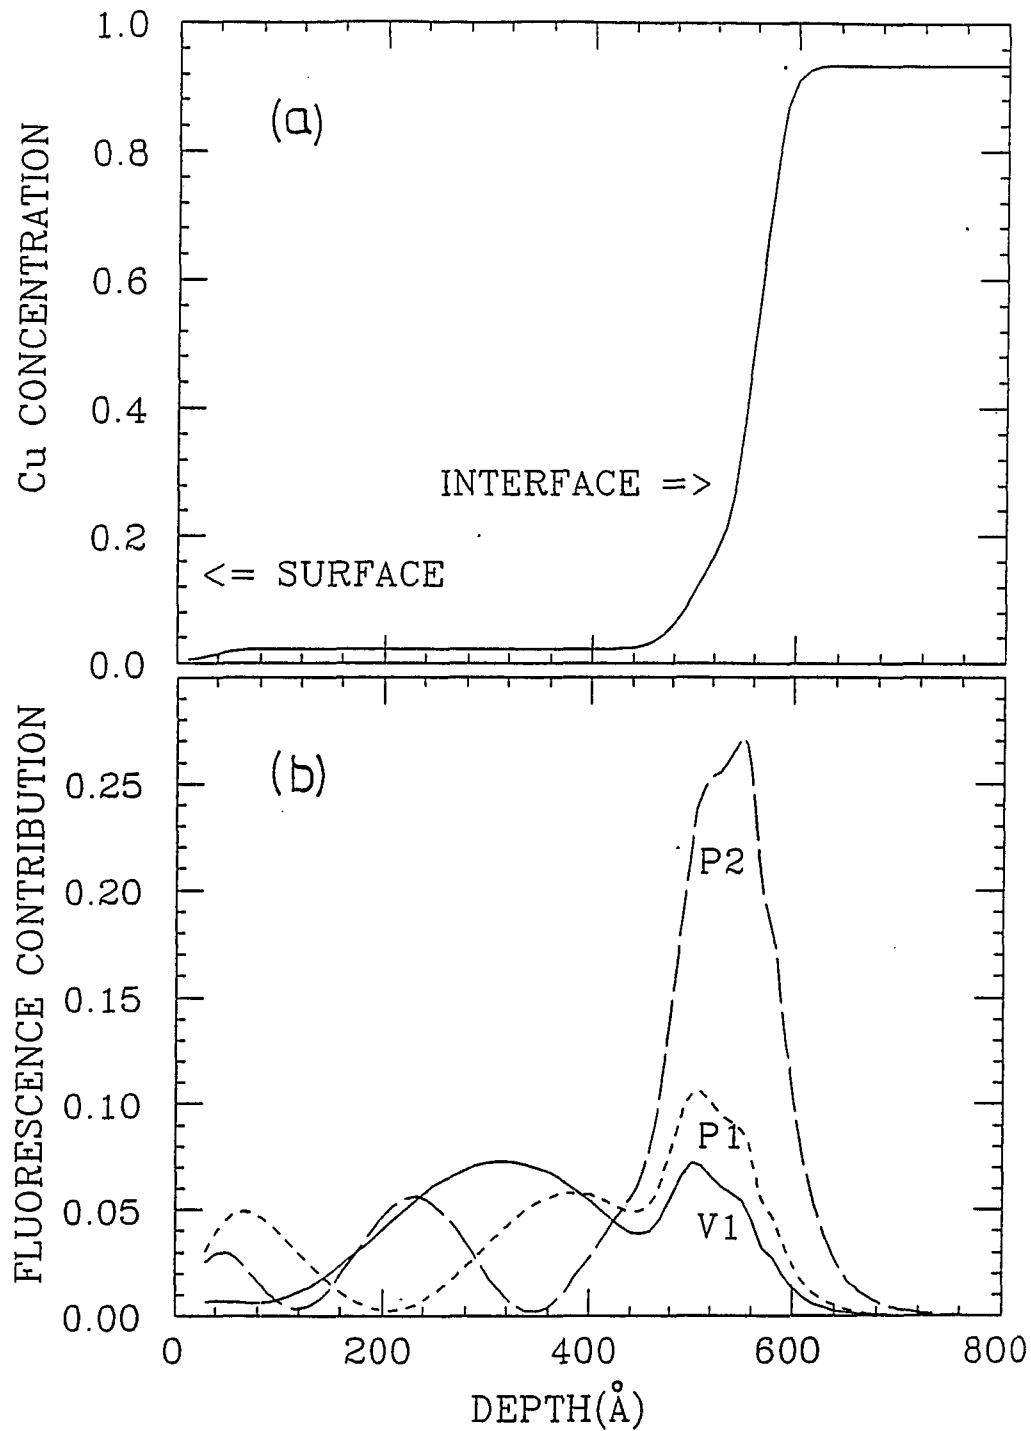 1.0
0.8
0.6
0.4
0.2
0.0
Cu CONCENTRATION
(a)
INTERFACE =>
<= SURFACE
0.25
0.20
0.15
0.10
0.05
0.00
FLUORESCENCE CONTRIBUTION
(b)
P2
P1
V1
0
200
400
600
800
DEPTH(Å)